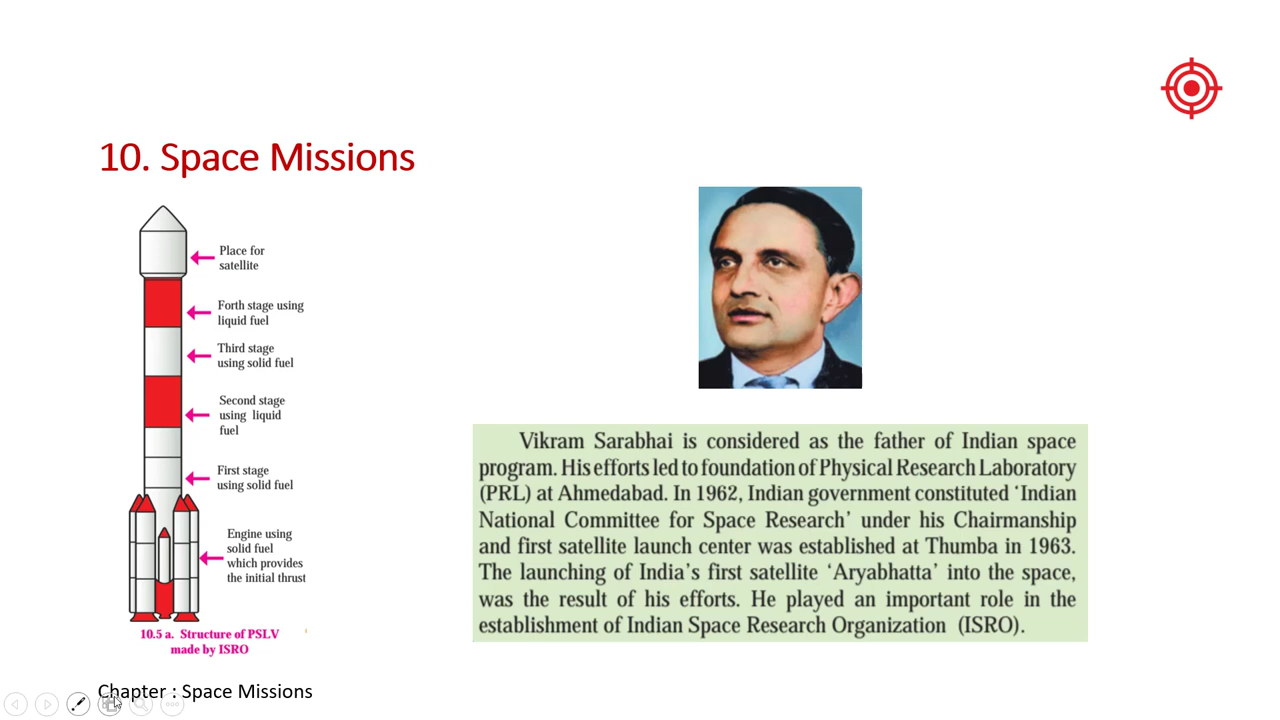 10. Space Missions
Place for
satellite
Forth stage using
liquid fuel
Third stage
using solid fuel
Second stage
using liquid
fuel
First stage
using solid fuel
Engine using
solid fuel
which provides
the initial thrust
10.5 a. Structure of PSLV
made by ISRO
Vikram Sarabhai is considered as the father of Indian space
program. His efforts led to foundation of Physical Research Laboratory
(PRL) at Ahmedabad. In 1962, Indian government constituted ‘Indian
National Committee for Space Research’ under his Chairmanship
and first satellite launch center was established at Thumba in 1963.
The launching of India’s first satellite ‘Aryabhatta’ into the space,
was the result of his efforts. He played an important role in the
establishment of Indian Space Research Organization (ISRO).
Chapter : Space Missions